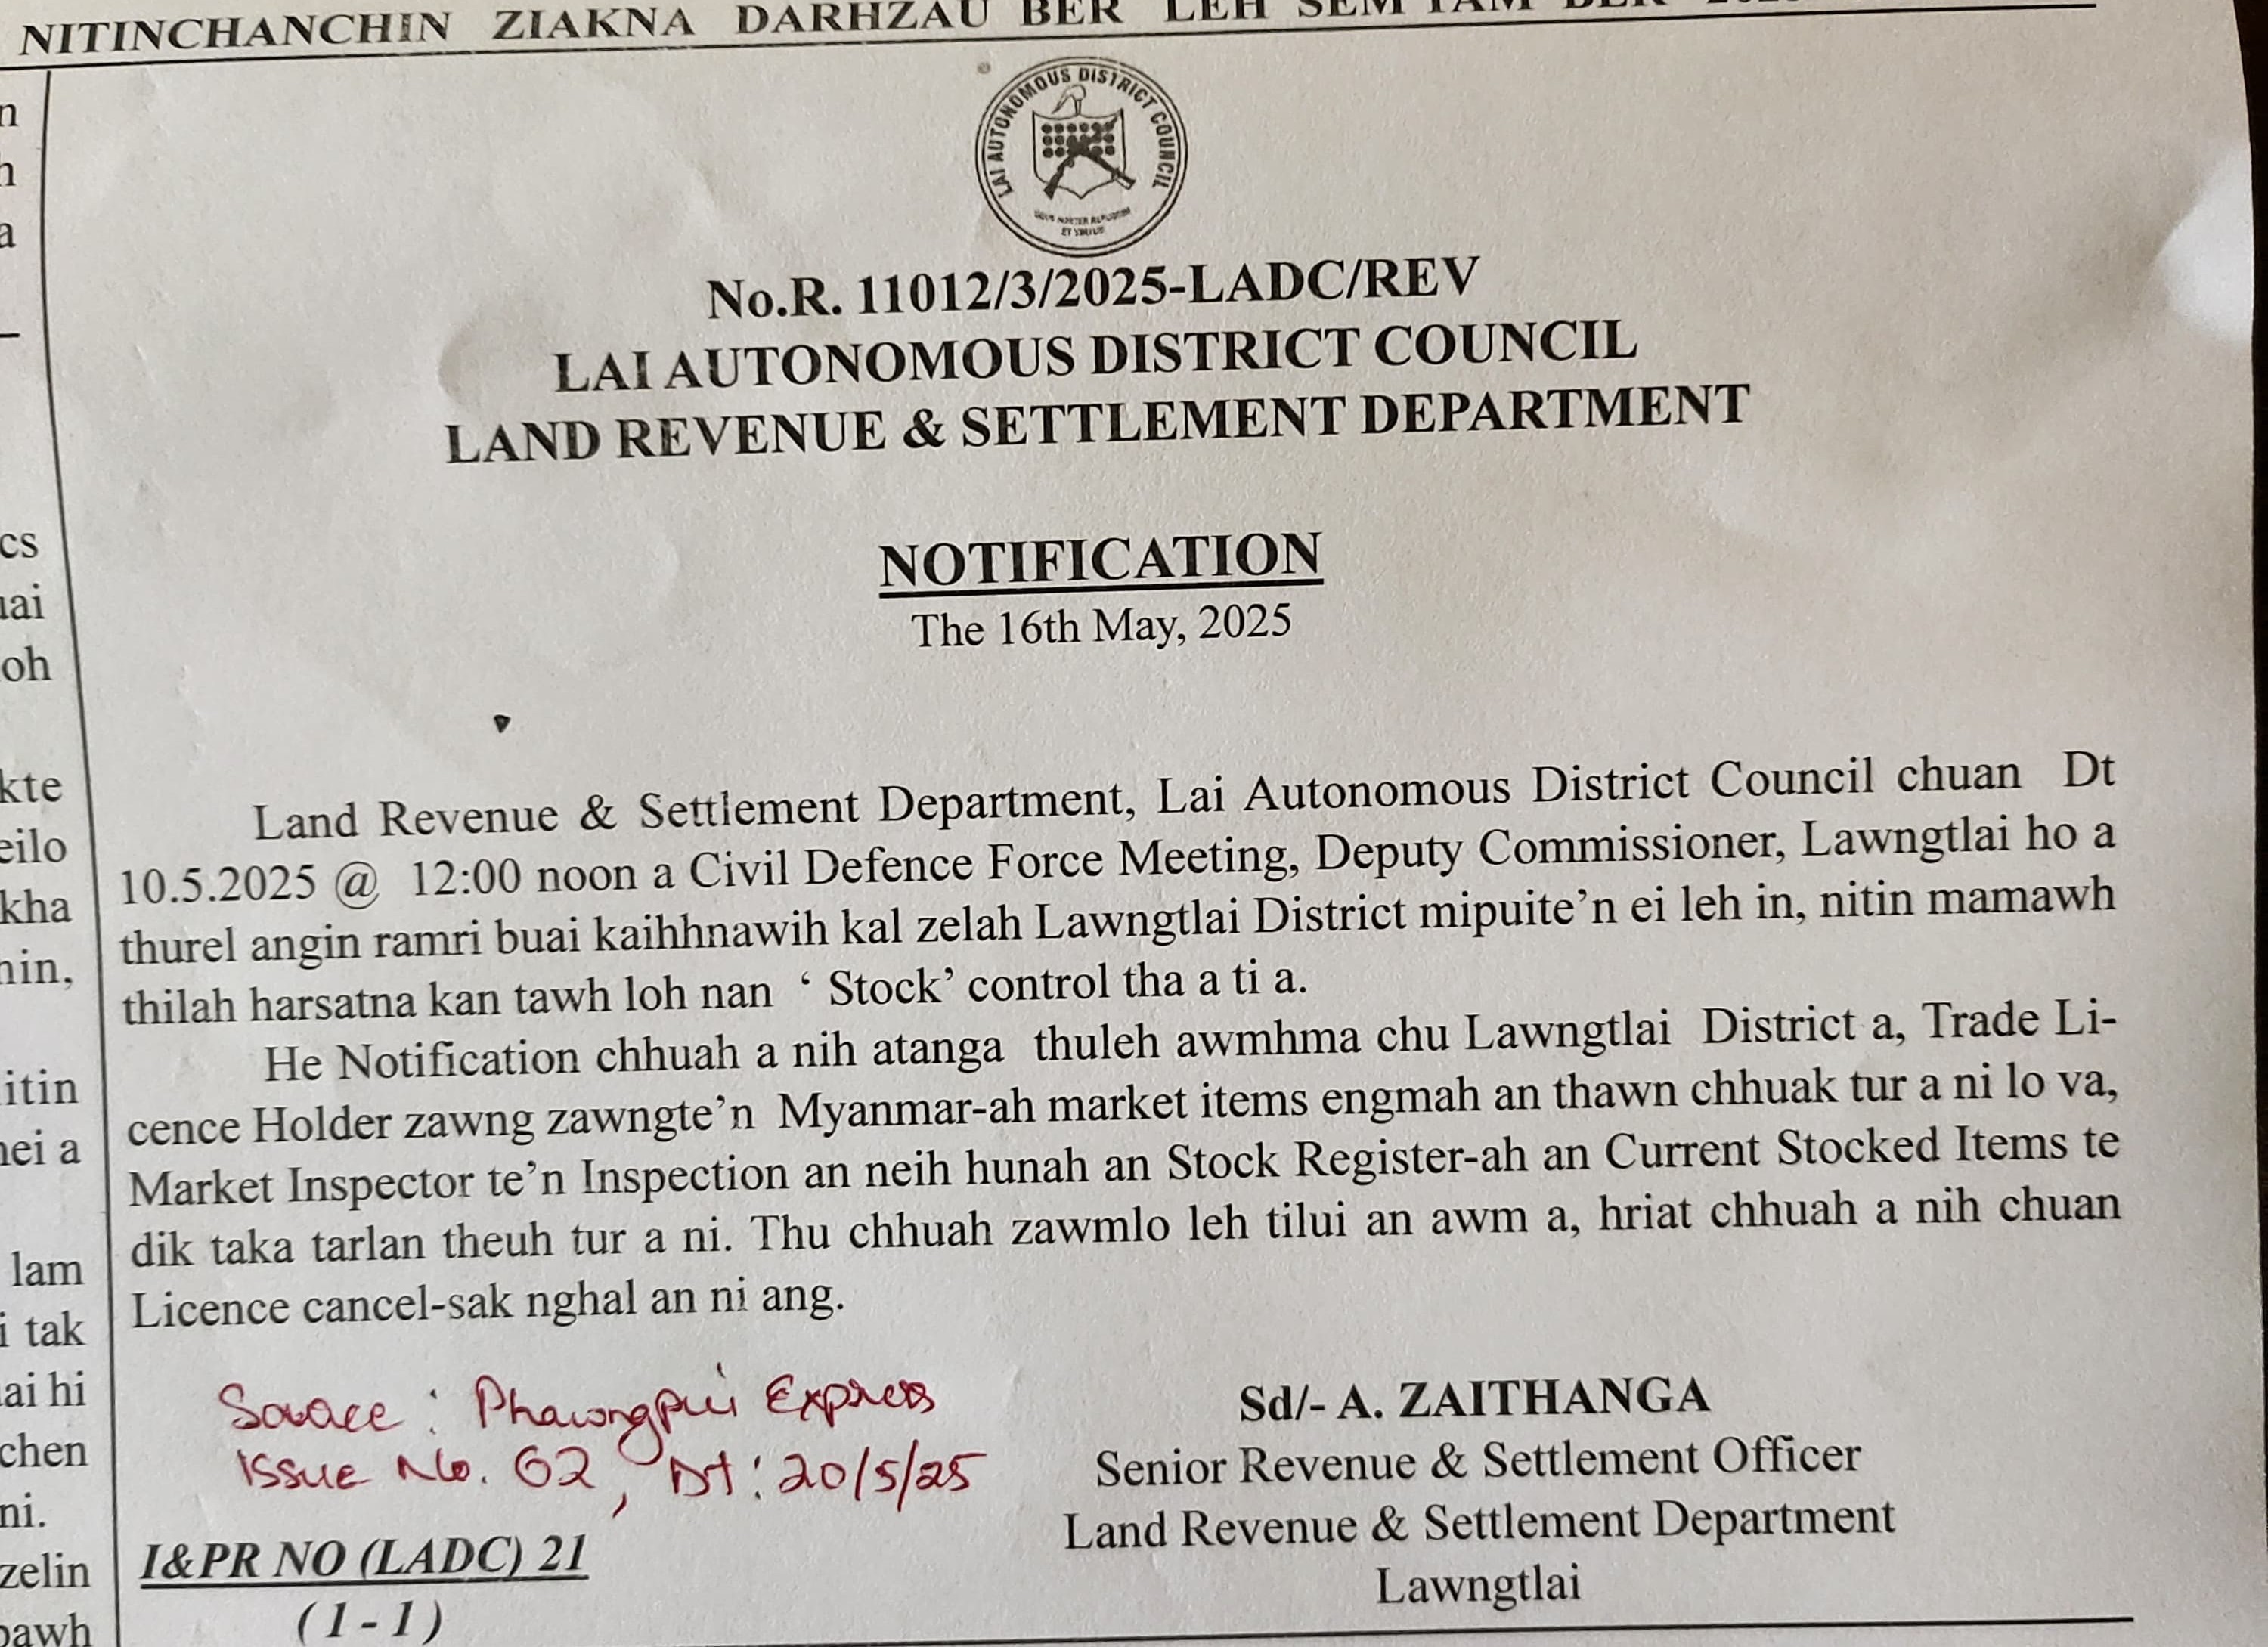 NITINCHANCHIN ZIAKNA DARHZAU BER LEH
LAI AUTONOMOUS DISTRICT COUNCIL
No.R. 11012/3/2025-LADC/REV
LAI AUTONOMOUS DISTRICT COUNCIL
LAND REVENUE & SETTLEMENT DEPARTMENT
NOTIFICATION
The 16th May, 2025
Land Revenue & Settlement Department, Lai Autonomous District Council chuan Dt
10.5.2025 @ 12:00 noon a Civil Defence Force Meeting, Deputy Commissioner, Lawngtlai ho a
thurel angin ramri buai kaihhnawih kal zelah Lawngtlai District mipuite’n ei leh in, nitin mamawh
thilah harsatna kan tawh loh nan ‘ Stock’ control tha a ti a.
He Notification chhuah a nih atanga thuleh awmhma chu Lawngtlai District a, Trade Li-
cence Holder zawng zawngte’n Myanmar-ah market items engmah an thawn chhuak tur a ni lo va,
Market Inspector te’n Inspection an neih hunah an Stock Register-ah an Current Stocked Items te
dik taka tarlan theuh tur a ni. Thu chhuah zawmlo leh tilui an awm a, hriat chhuah a nih chuan
Licence cancel-sak nghal an ni ang.
Source : Phawngpui Express
Issue No. 62, Dt : 20/5/25
Sd/- A. ZAITHANGA
Senior Revenue & Settlement Officer
Land Revenue & Settlement Department
Lawngtlai
I&PR NO (LADC) 21
(1-1)